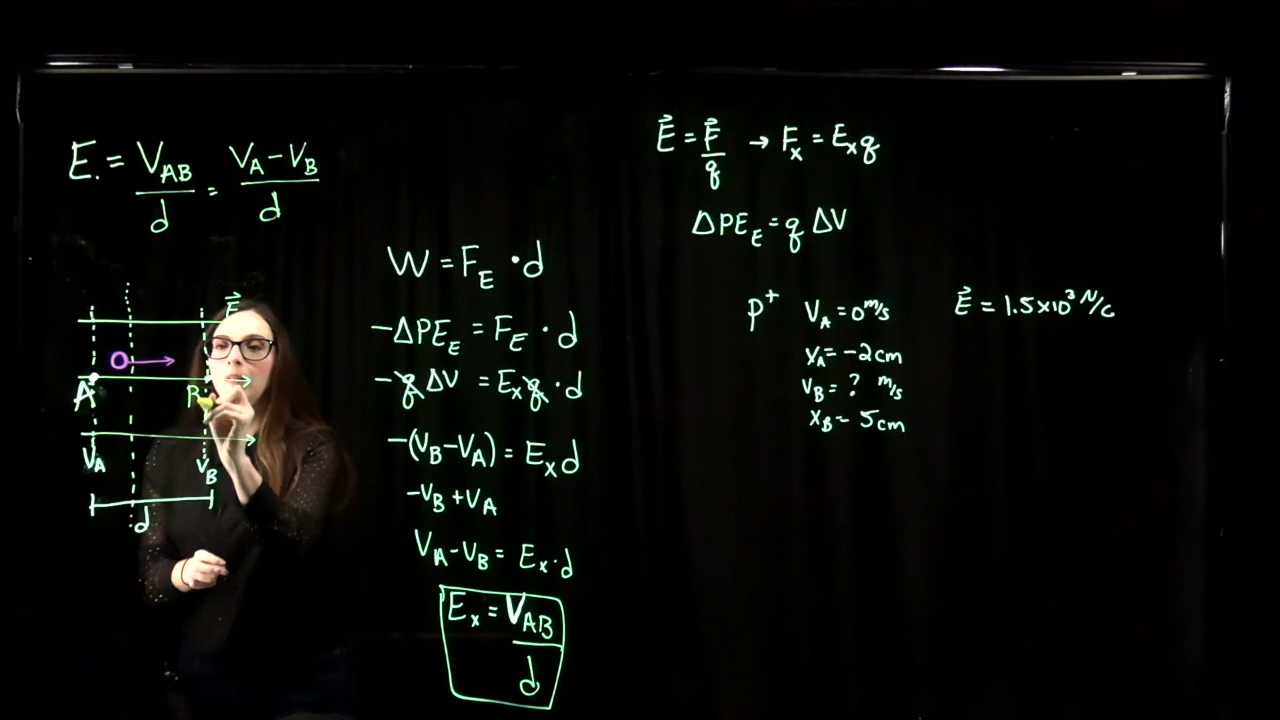 E. = V_AB / d = V_A - V_B / d
E⃗
A
B
V_A
V_B
d
W = F_E · d
-ΔPE_E = F_E · d
-q ΔV = E_x q · d
-(V_B - V_A) = E_x d
-V_B + V_A
V_A - V_B = E_x · d
E_x = V_AB / d
E⃗ = F⃗ / q → F_x = E_x q
ΔPE_E = q ΔV
p⁺ V_A = 0 m/s E⃗ = 1.5×10³ N/C
x_A = -2 cm
V_B = ? m/s
x_B = 5 cm